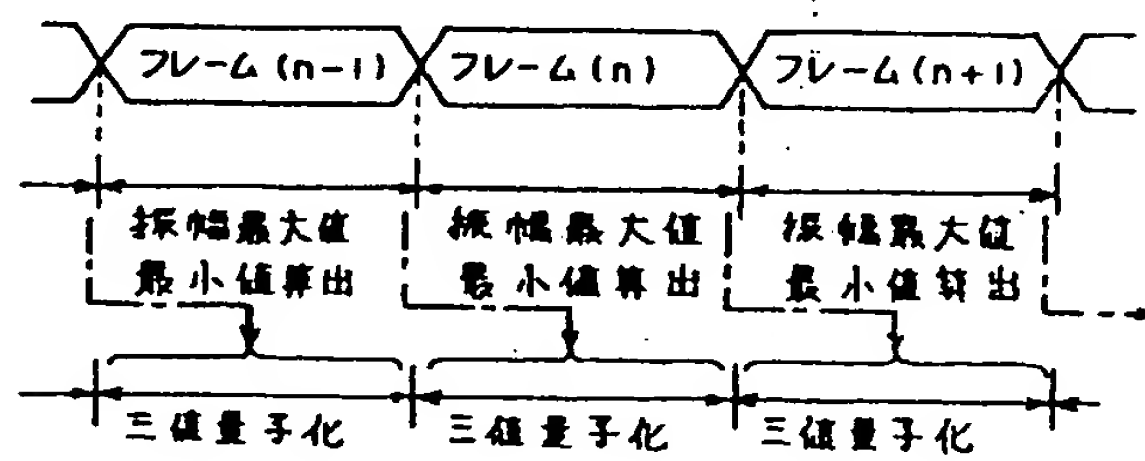 フレーム(n-1) フレーム(n) フレーム(n+1)
振幅最大値 振幅最大値 振幅最大値
最小値算出 最小値算出 最小値算出
三値量子化 三値量子化 三値量子化